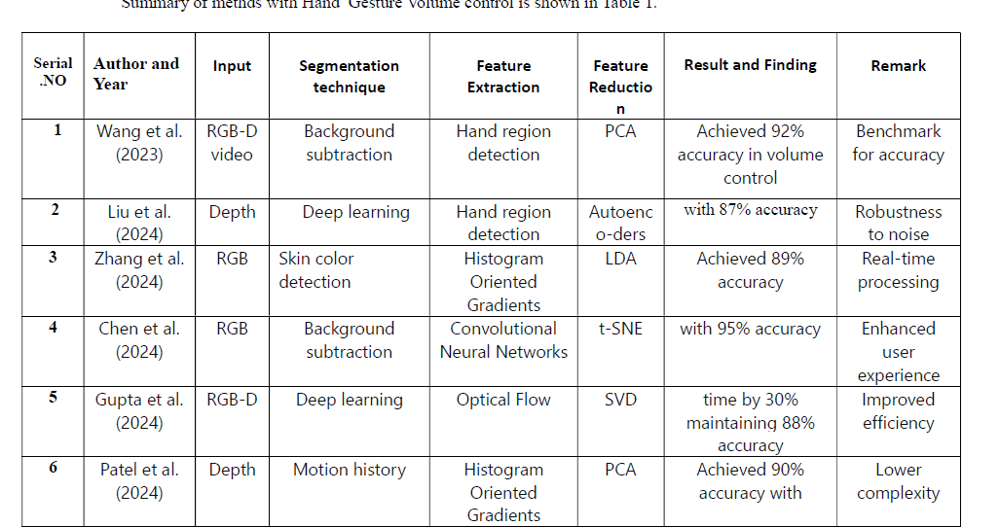 Summary of methds with Hand Gesture Volume control is shown in Table 1.
Serial .NO | Author and Year | Input | Segmentation technique | Feature Extraction | Feature Reductio n | Result and Finding | Remark
1 | Wang et al. (2023) | RGB-D video | Background subtraction | Hand region detection | PCA | Achieved 92% accuracy in volume control | Benchmark for accuracy
2 | Liu et al. (2024) | Depth | Deep learning | Hand region detection | Autoenc o-ders | with 87% accuracy | Robustness to noise
3 | Zhang et al. (2024) | RGB | Skin color detection | Histogram Oriented Gradients | LDA | Achieved 89% accuracy | Real-time processing
4 | Chen et al. (2024) | RGB | Background subtraction | Convolutional Neural Networks | t-SNE | with 95% accuracy | Enhanced user experience
5 | Gupta et al. (2024) | RGB-D | Deep learning | Optical Flow | SVD | time by 30% maintaining 88% accuracy | Improved efficiency
6 | Patel et al. (2024) | Depth | Motion history | Histogram Oriented Gradients | PCA | Achieved 90% accuracy with | Lower complexity